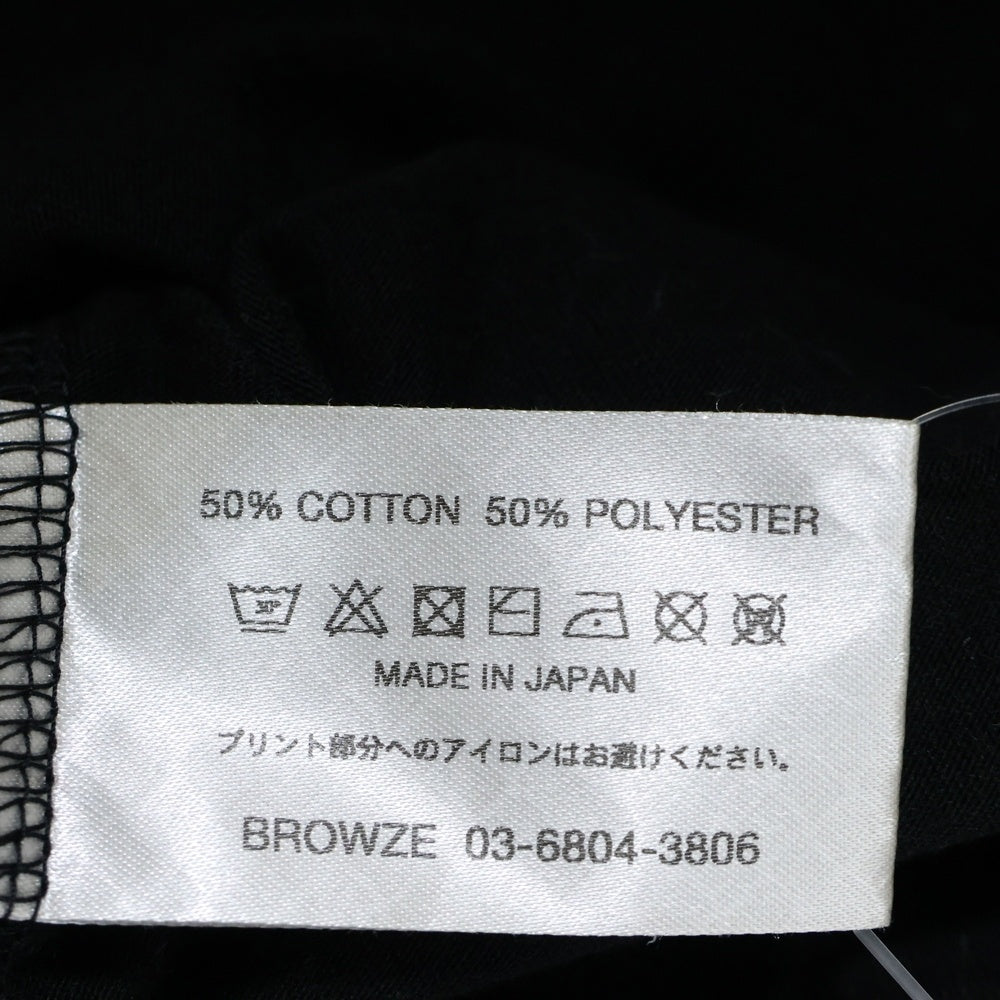 50% COTTON 50% POLYESTER
MADE IN JAPAN
プリント部分へのアイロンはお避けください。
BROWZE 03-6804-3806